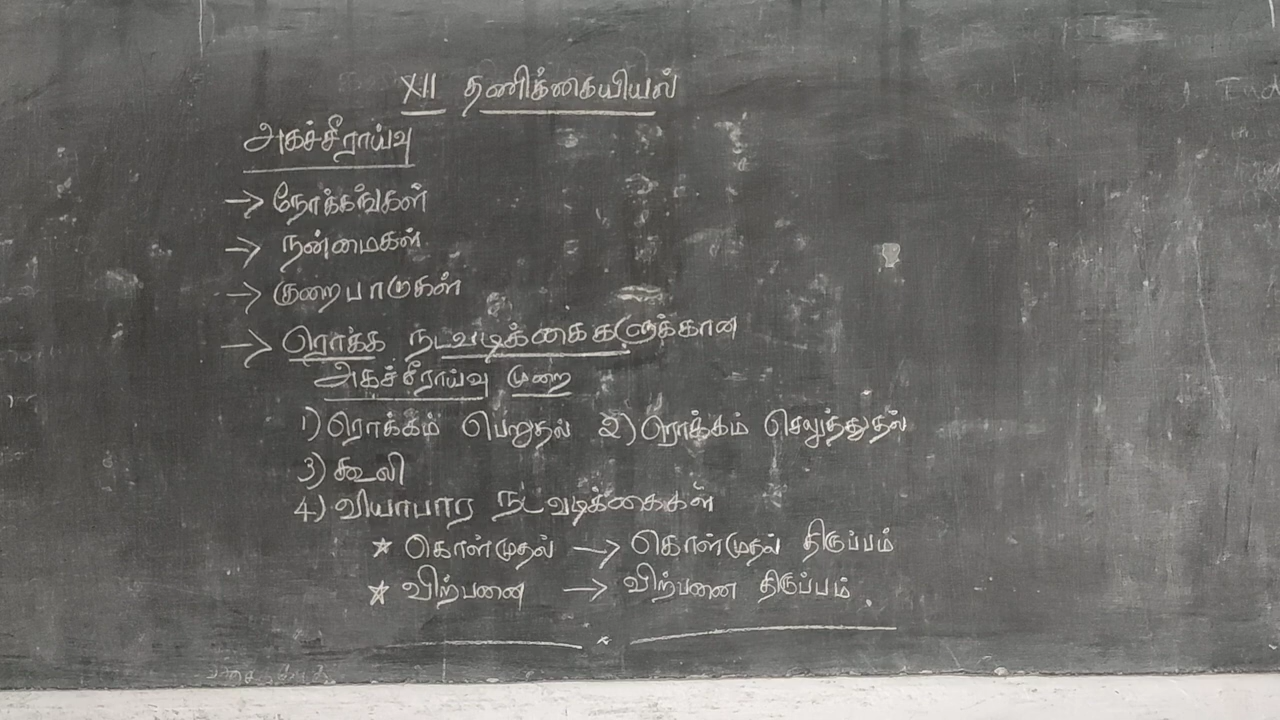 XII தணிக்கையியல்
அகச்சீராய்வு
→ நோக்கங்கள்
→ நன்மைகள்
→ குறைபாடுகள்
→ ரொக்க நடவடிக்கைகளுக்கான
அகச்சீராய்வு முறை
1) ரொக்கம் பெறுதல் 2) ரொக்கம் செலுத்துதல்
3) கூலி
4) வியாபார நடவடிக்கைகள்
* கொள்முதல் → கொள்முதல் திருப்பம்
* விற்பனை → விற்பனை திருப்பம்.